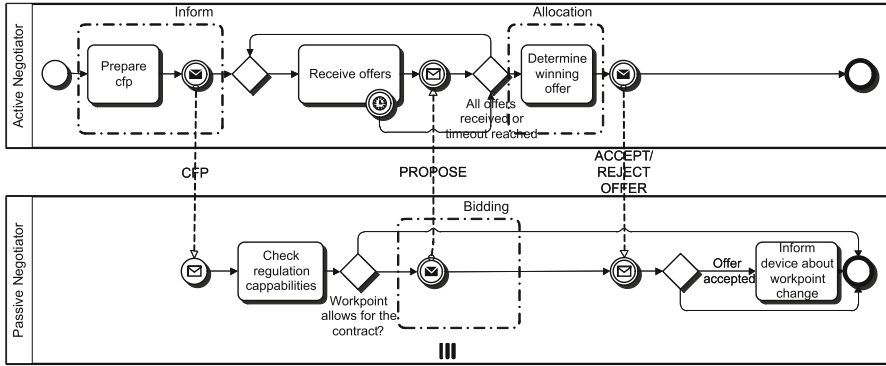 Active Negotiator
Inform
Allocation
Prepare
cfp
Receive offers
Determine
winning
offer
All offers
received or
timeout reached
CFP
PROPOSE
ACCEPT/
REJECT
OFFER
Passive Negotiator
Bidding
Check
regulation
cappabilities
Workpoint
allows for the
contract?
Offer
accepted
Inform
device about
workpoint
change